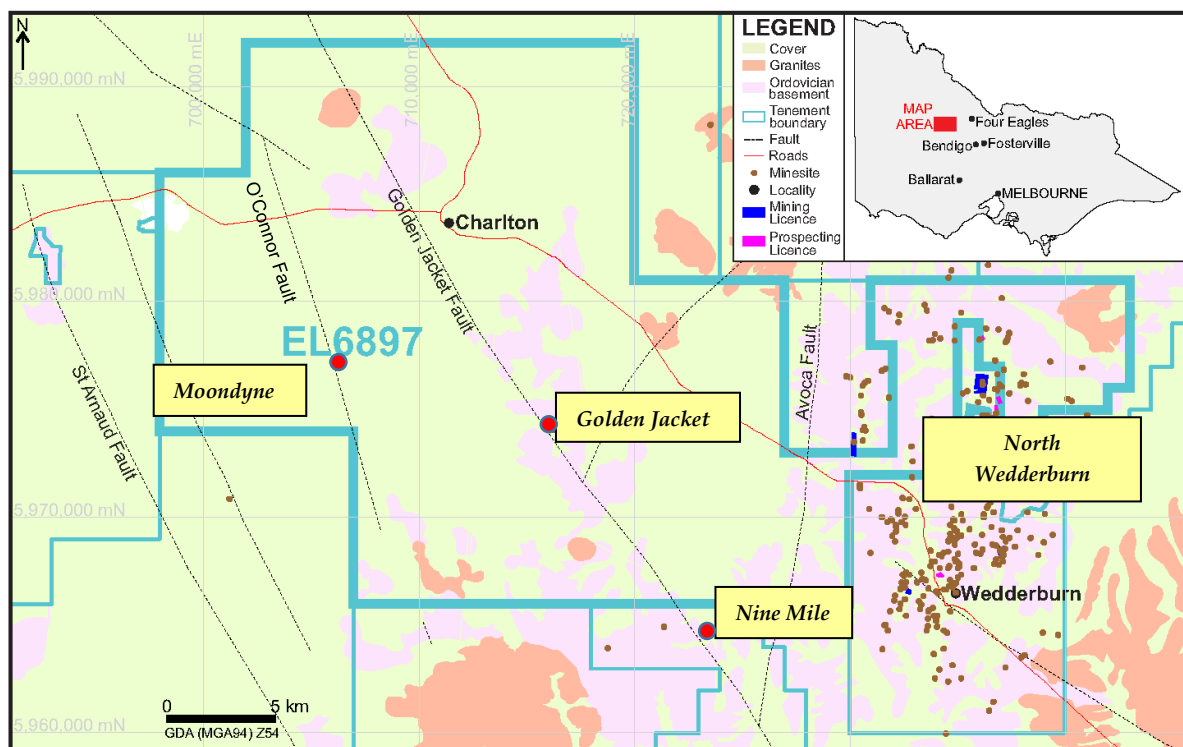 N
5,990,000 mN
5,980,000 mN
5,970,000 mN
5,960,000 mN
700,000 mE
710,000 mE
720,000 mE
LEGEND
Cover
Granites
Ordovician
basement
Tenement
boundary
Fault
Roads
Minesite
Locality
Mining
Licence
Prospecting
Licence
MAP
AREA
Four Eagles
Bendigo
Fosterville
Ballarat
MELBOURNE
O'Connor Fault
Golden Jacket Fault
Charlton
St Arnaud Fault
Avoca Fault
EL6897
Moondyne
Golden Jacket
North
Wedderburn
Nine Mile
Wedderburn
0 5 km
GDA (MGA94) Z54